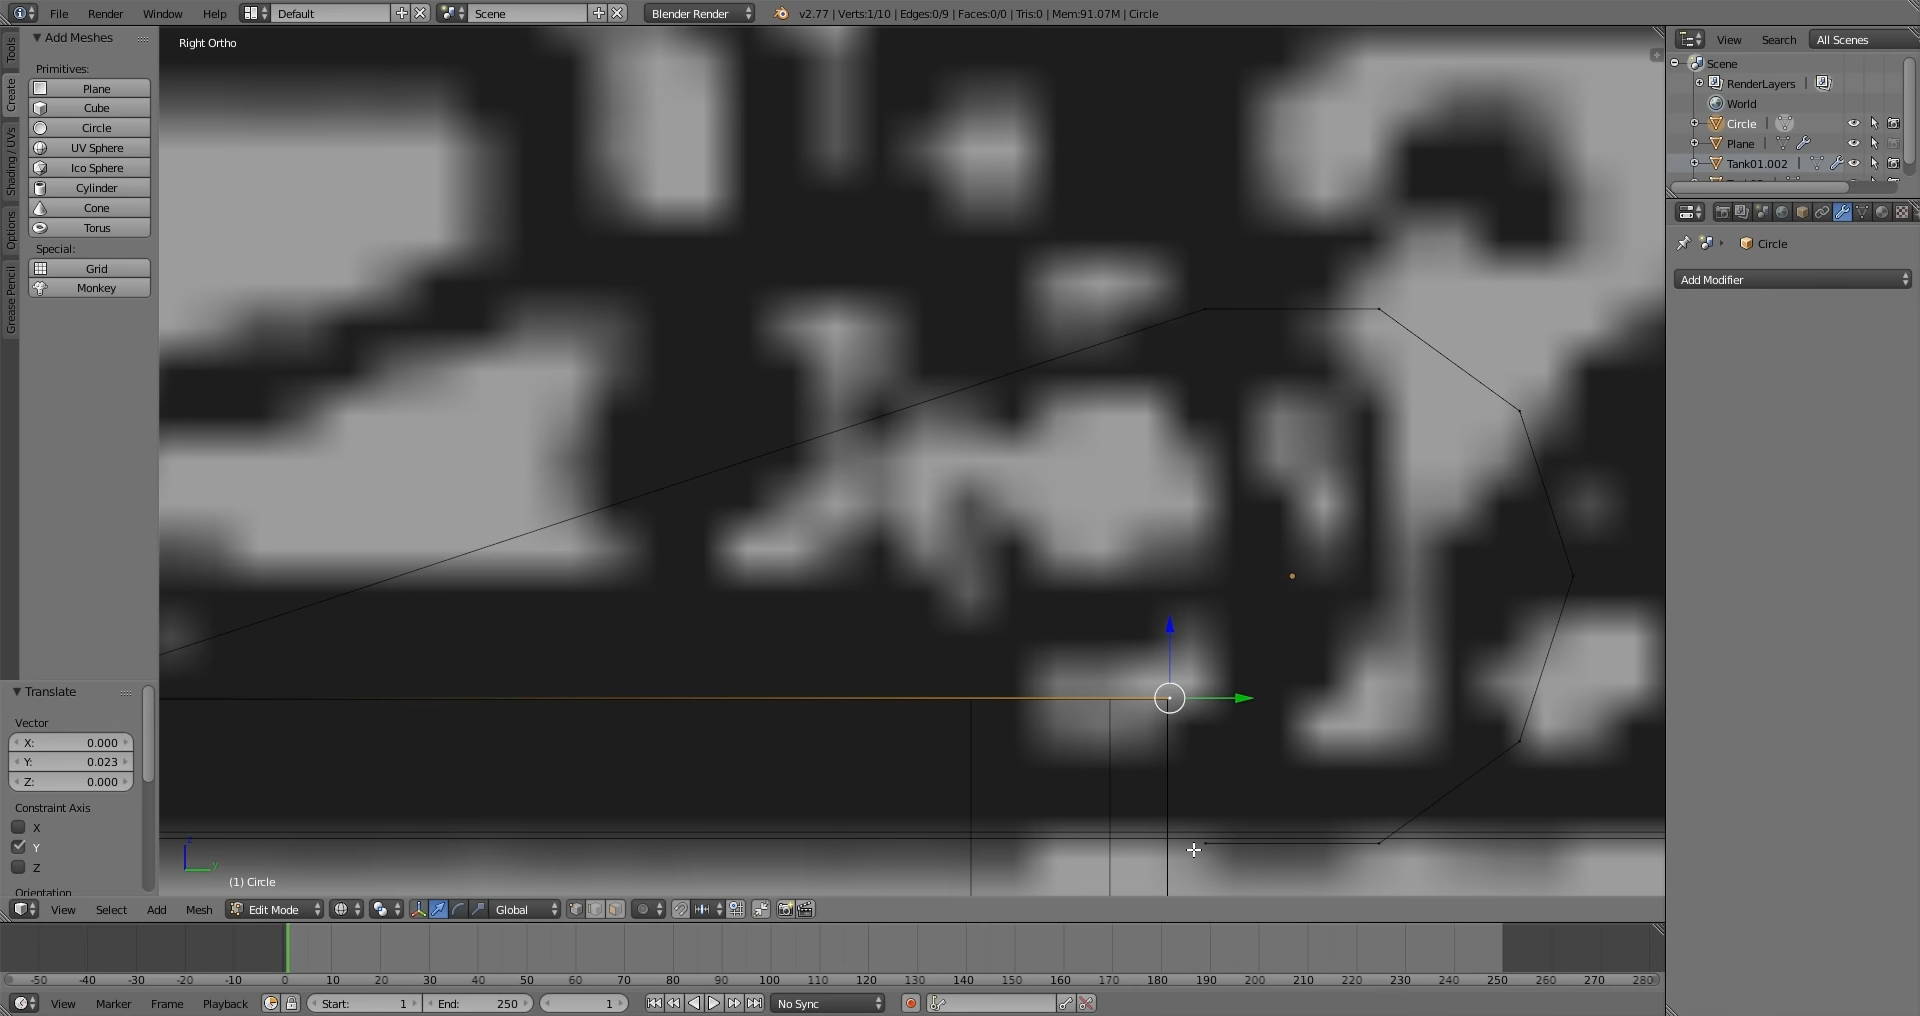 File Render Window Help Default Scene Blender Render v2.77 | Verts:1/10 | Edges:0/9 | Faces:0/0 | Tris:0 | Mem:91.07M | Circle
Tools
Create
Shading / UVs
Options
Grease Pencil
Add Meshes
Primitives:
Plane
Cube
Circle
UV Sphere
Ico Sphere
Cylinder
Cone
Torus
Special:
Grid
Monkey
Translate
Vector
X: 0.000
Y: 0.023
Z: 0.000
Constraint Axis
X
Y
Z
Orientation
Right Ortho
z
y
(1) Circle
View Search All Scenes
Scene
RenderLayers |
World
Circle |
Plane |
Tank01.002 |
Circle
Add Modifier
View Select Add Mesh Edit Mode Global
-50 -40 -30 -20 -10 0 10 20 30 40 50 60 70 80 90 100 110 120 130 140 150 160 170 180 190 200 210 220 230 240 250 260 270 280
View Marker Frame Playback Start: 1 End: 250 1 No Sync